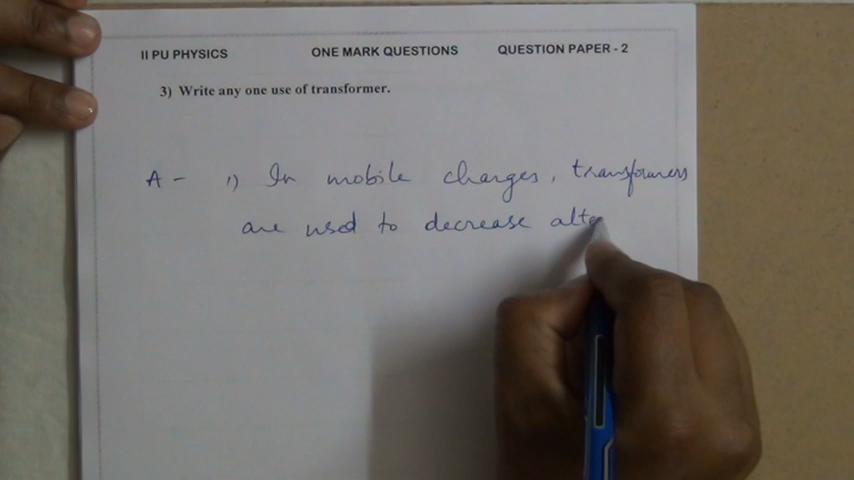 II PU PHYSICS ONE MARK QUESTIONS QUESTION PAPER - 2
3) Write any one use of transformer.
A - 1) In mobile charges, transformers
are used to decrease alte